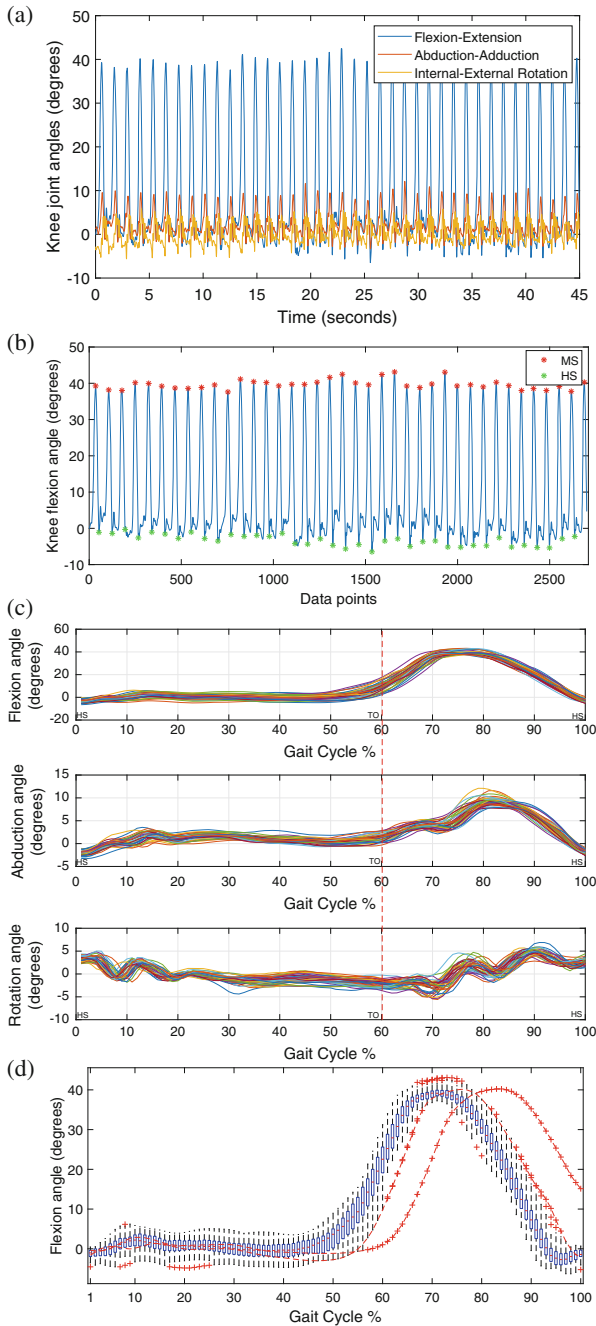 (a)
50
40
30
20
10
0
-10
Knee joint angles (degrees)
Flexion-Extension
Abduction-Adduction
Internal-External Rotation
0 5 10 15 20 25 30 35 40 45
Time (seconds)
(b)
50
40
30
20
10
0
-10
Knee flexion angle (degrees)
MS
HS
0 500 1000 1500 2000 2500
Data points
(c)
60
40
20
0
-20
Flexion angle
(degrees)
HS TO HS
0 10 20 30 40 50 60 70 80 90 100
Gait Cycle %
15
10
5
0
-5
Abduction angle
(degrees)
HS TO HS
0 10 20 30 40 50 60 70 80 90 100
Gait Cycle %
10
5
0
-5
-10
Rotation angle
(degrees)
HS TO HS
0 10 20 30 40 50 60 70 80 90 100
Gait Cycle %
(d)
40
30
20
10
0
Flexion angle (degrees)
1 10 20 30 40 50 60 70 80 90 100
Gait Cycle %